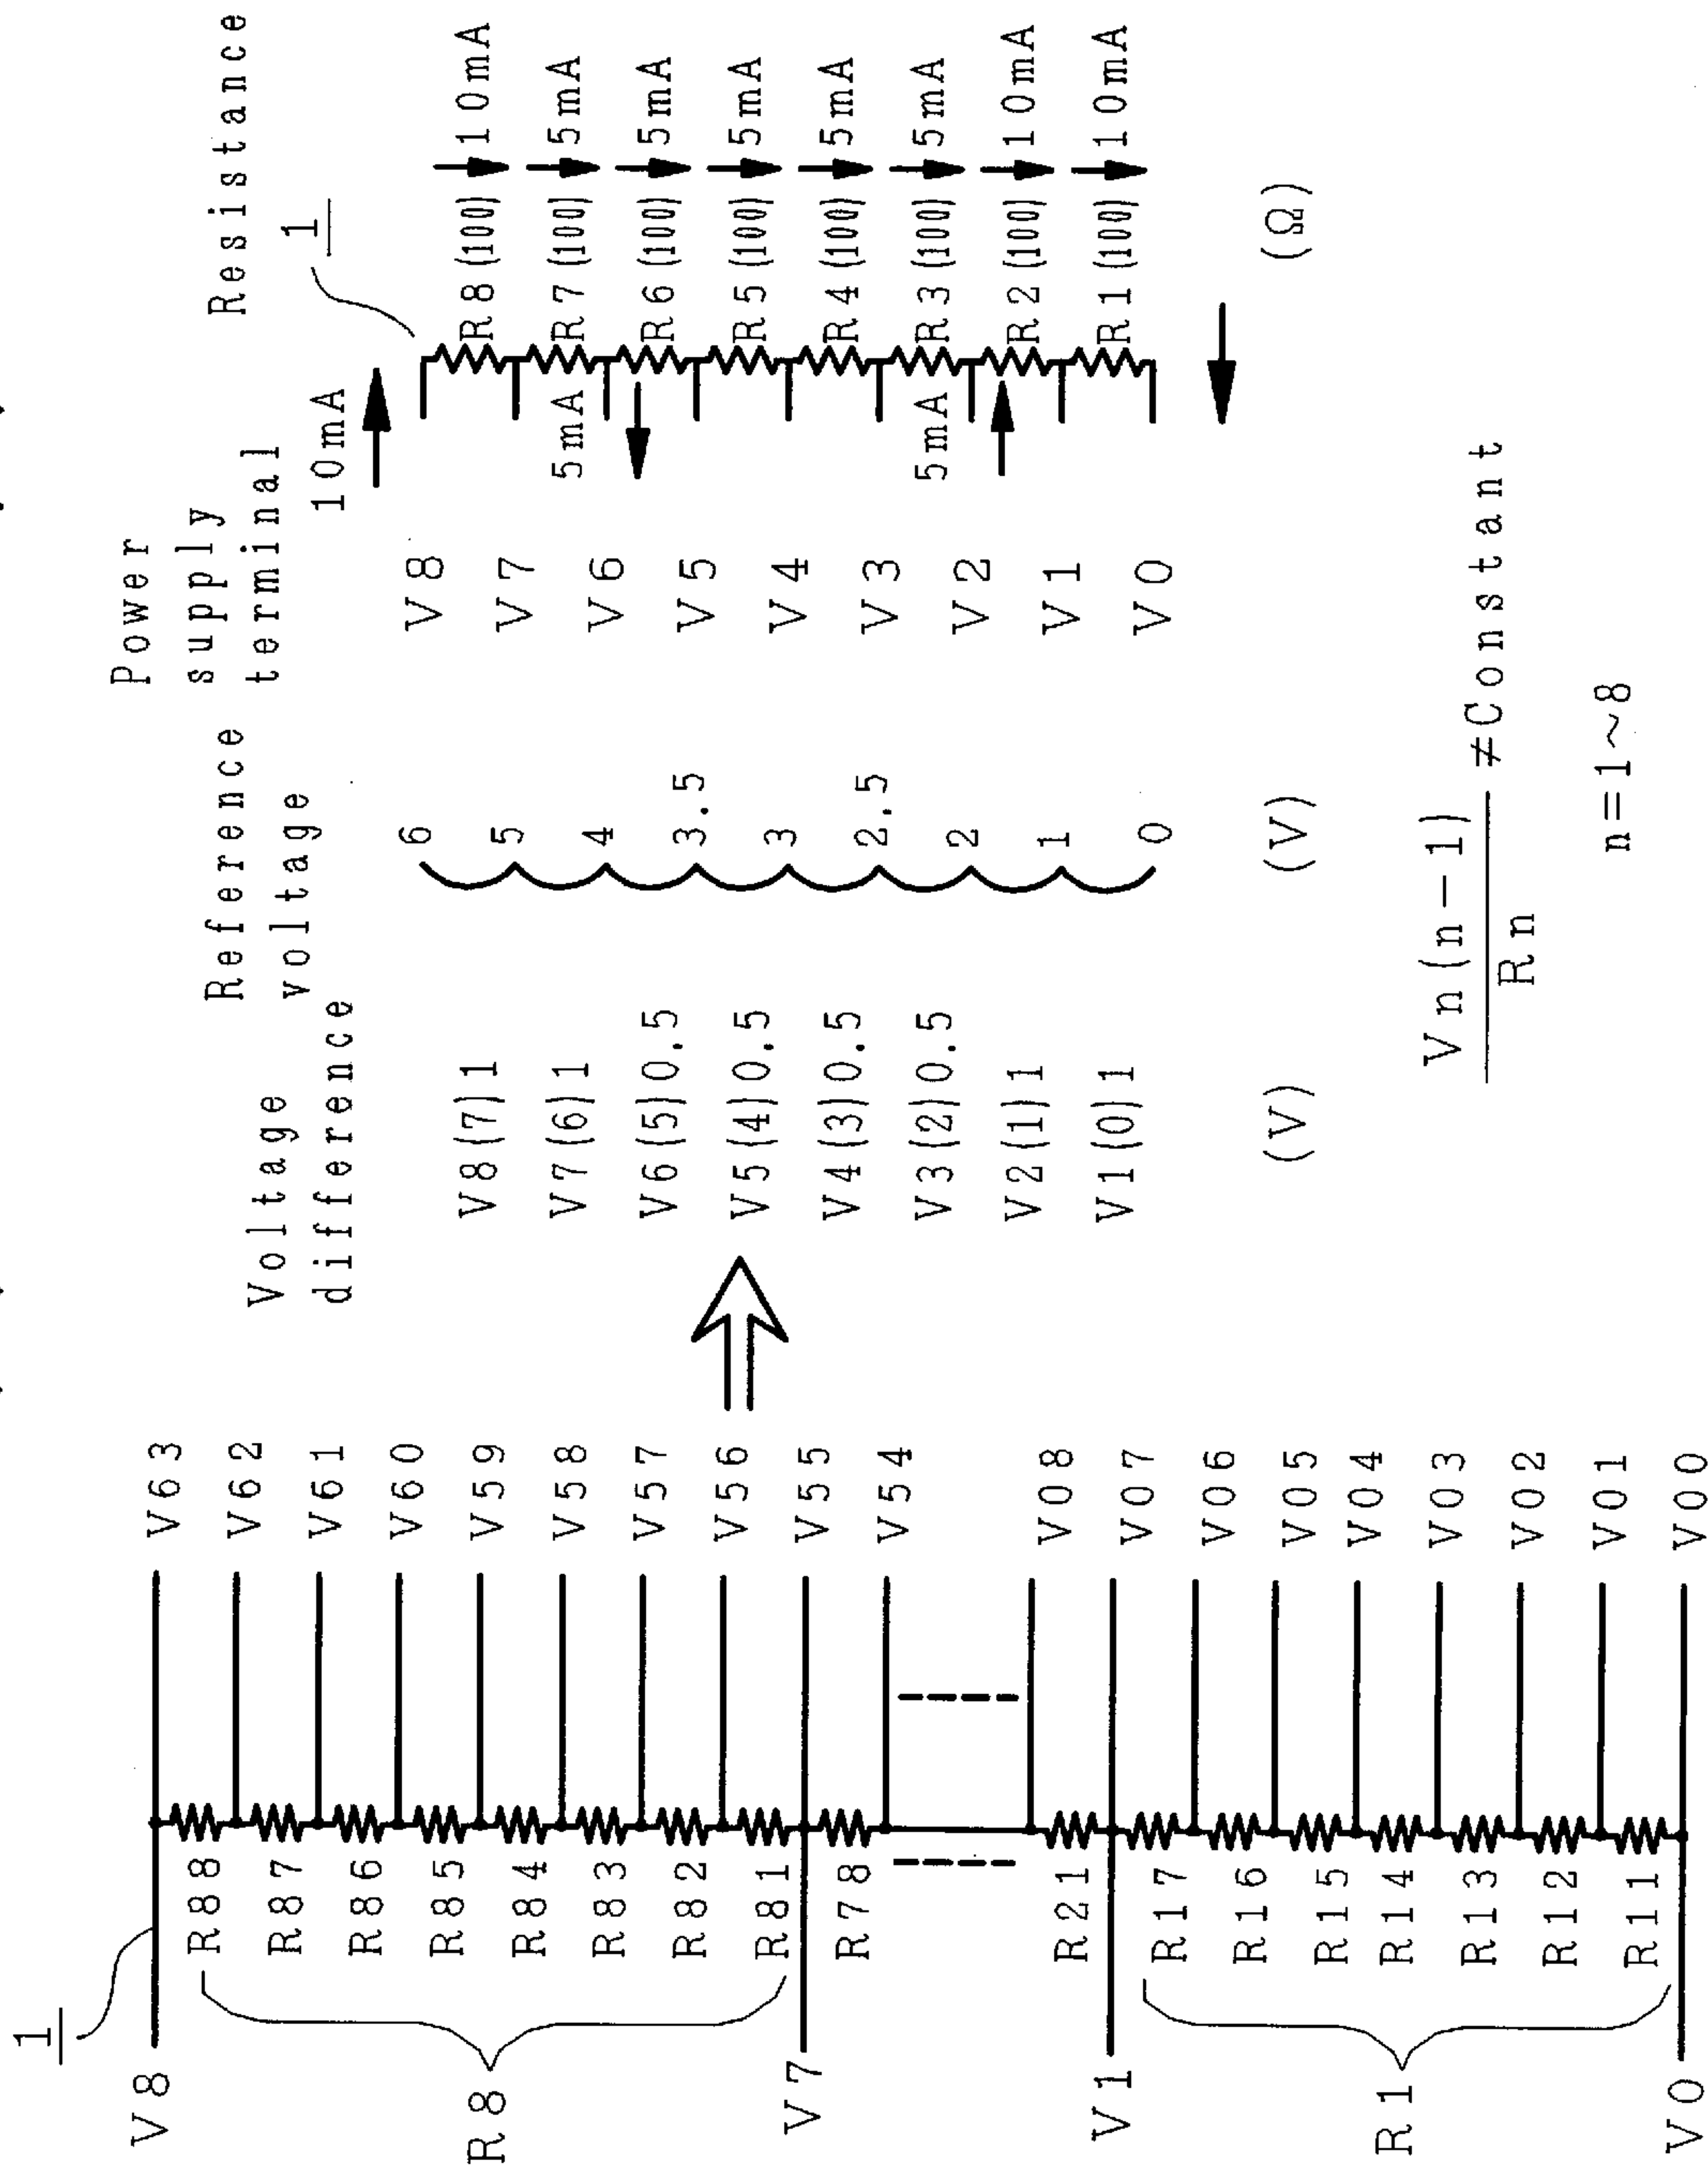 1
V8
R88
R87
R86
R85
R84
R83
R82
R81
R78
R21
R17
R16
R15
R14
R13
R12
R11
R8
V7
V1
R1
V0
V63
V62
V61
V60
V59
V58
V57
V56
V55
V54
V08
V07
V06
V05
V04
V03
V02
V01
V00
Voltage
difference
V8(7)1
V7(6)1
V6(5)0.5
V5(4)0.5
V4(3)0.5
V3(2)0.5
V2(1)1
V1(0)1
(V)
Reference
voltage
6
5
4
3.5
3
2.5
2
1
0
(V)
Power
supply
terminal
V8
V7
V6
V5
V4
V3
V2
V1
V0
10mA
5mA
5mA
Resistance
1
R8(100) 10mA
R7(100) 5mA
R6(100) 5mA
R5(100) 5mA
R4(100) 5mA
R3(100) 5mA
R2(100) 10mA
R1(100) 10mA
(Ω)
Vn(n-1)
Rn
≠Constant
n=1~8